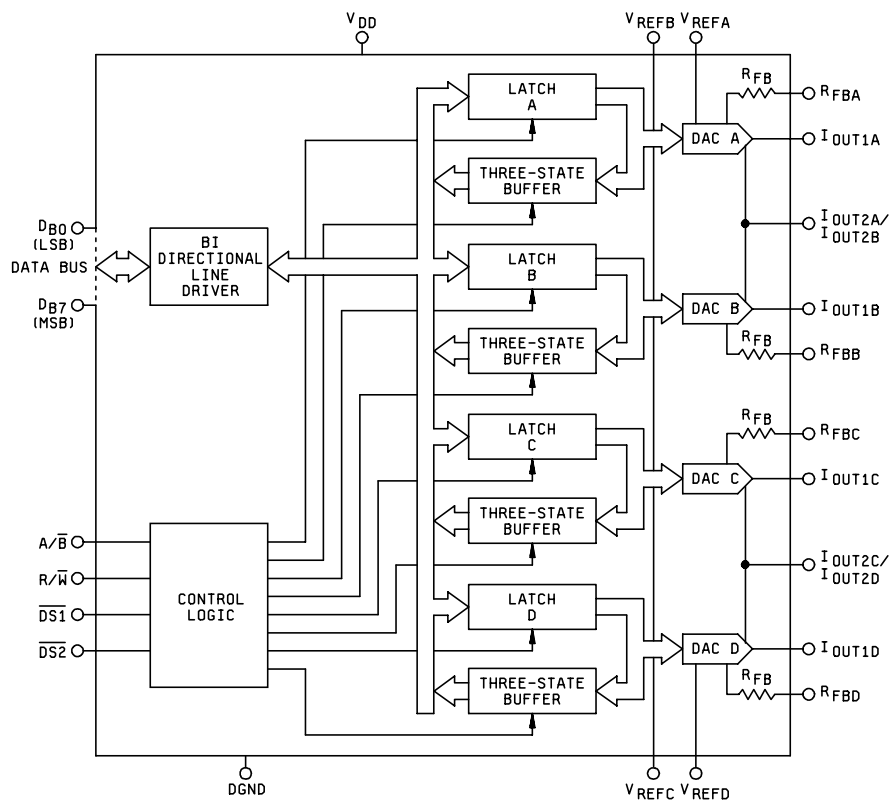 VDD
VREFB VREFA
LATCH
A
RFB
RFBA
DAC A
IOUT1A
THREE-STATE
BUFFER
DB0
(LSB)
DATA BUS
DB7
(MSB)
BI
DIRECTIONAL
LINE
DRIVER
IOUT2A/
IOUT2B
LATCH
B
DAC B
IOUT1B
THREE-STATE
BUFFER
RFB
RFBB
LATCH
C
RFB
RFBC
DAC C
IOUT1C
THREE-STATE
BUFFER
A/B̅
R/W̅
D̅S̅1̅
D̅S̅2̅
CONTROL
LOGIC
IOUT2C/
IOUT2D
LATCH
D
DAC D
IOUT1D
THREE-STATE
BUFFER
RFB
RFBD
DGND
VREFC VREFD